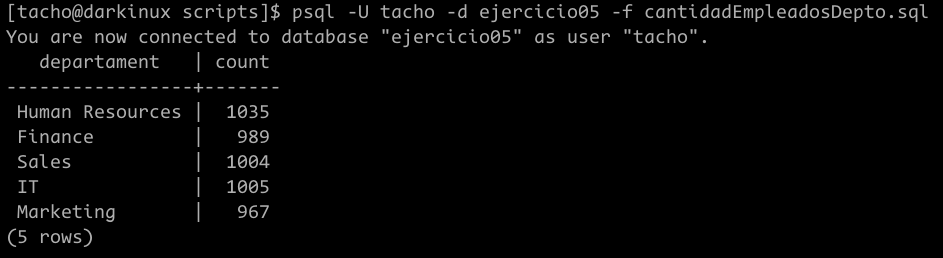 [tacho@darkinux scripts]$ psql -U tacho -d ejercicio05 -f cantidadEmpleadosDepto.sql
You are now connected to database "ejercicio05" as user "tacho".
   departament   | count
-----------------+-------
 Human Resources |  1035
 Finance         |   989
 Sales           |  1004
 IT              |  1005
 Marketing       |   967
(5 rows)